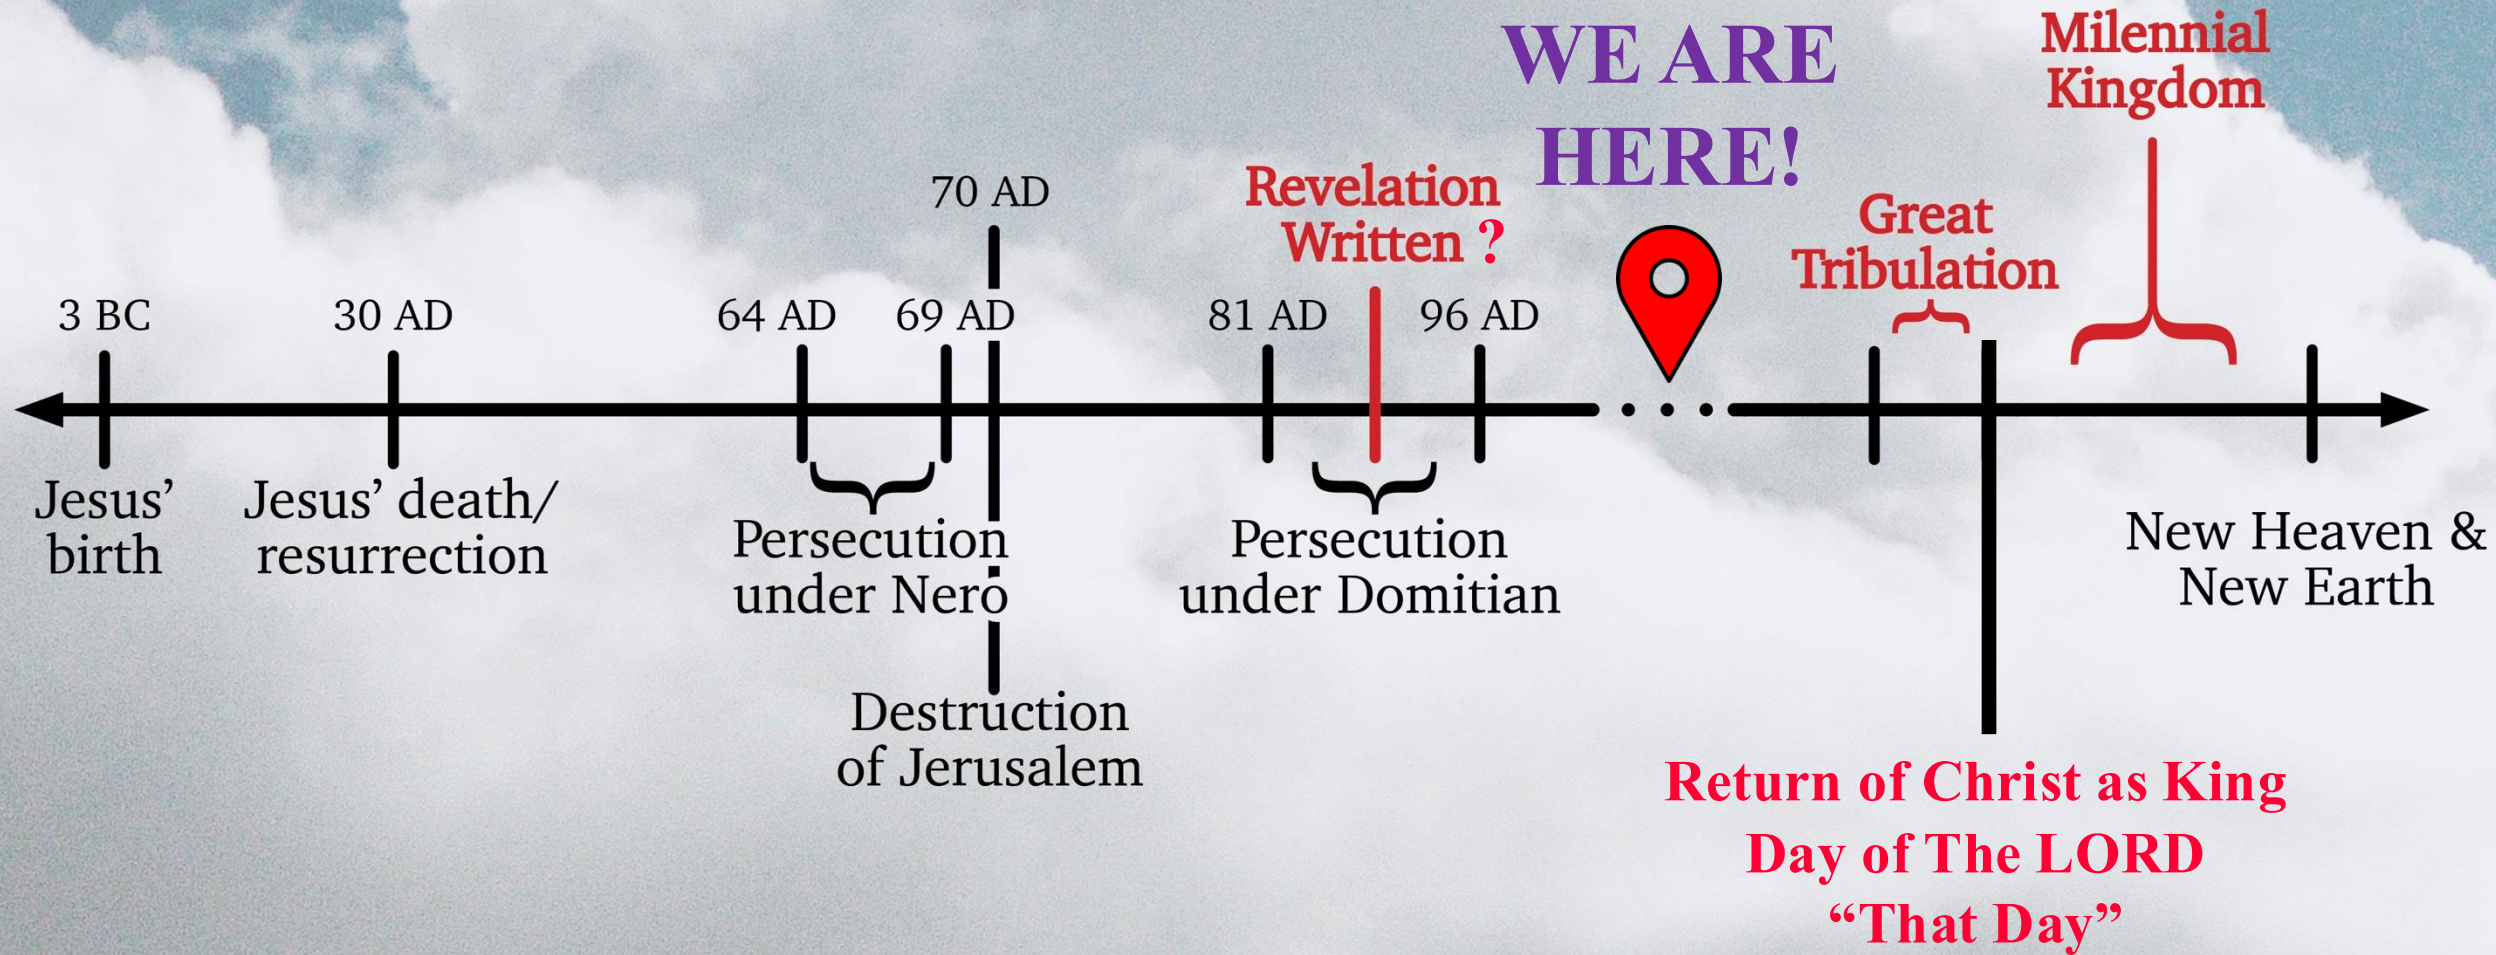 WE ARE
HERE!
Milennial
Kingdom
70 AD
Revelation
Written ?
Great
Tribulation
3 BC
30 AD
64 AD
69 AD
81 AD
96 AD
Jesus’
birth
Jesus’ death/
resurrection
Persecution
under Nero
Persecution
under Domitian
New Heaven &
New Earth
Destruction
of Jerusalem
Return of Christ as King
Day of The LORD
“That Day”